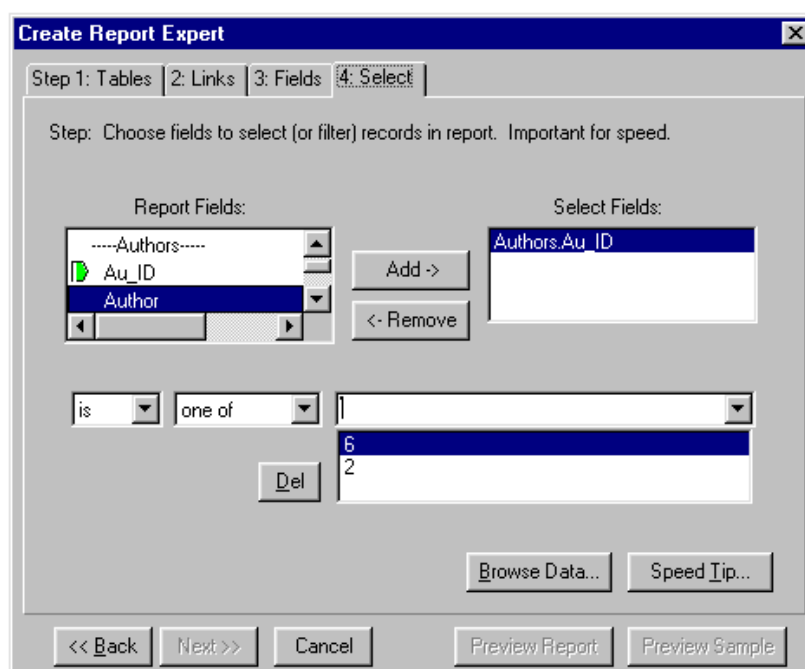 Create Report Expert
Step 1: Tables 2: Links 3: Fields 4: Select
Step: Choose fields to select (or filter) records in report. Important for speed.
Report Fields: Select Fields:
-----Authors----- Authors.Au_ID
Au_ID Add ->
Author
<- Remove
is one of
6
2
Del
Browse Data... Speed Tip...
<< Back Next >> Cancel Preview Report Preview Sample